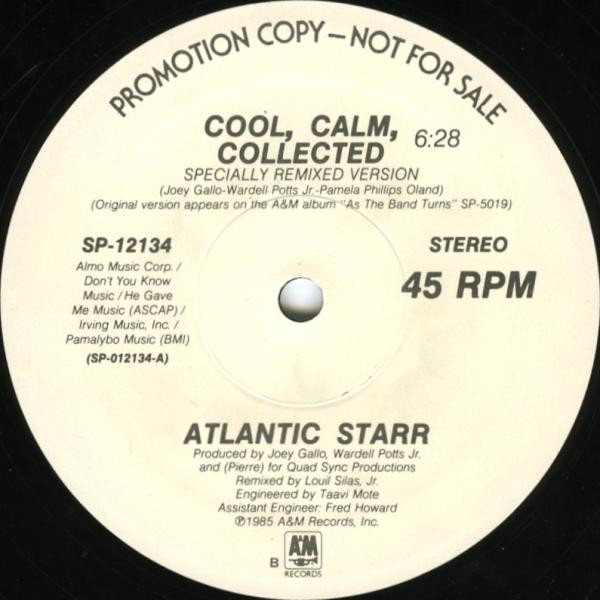 PROMOTION COPY—NOT FOR SALE
COOL, CALM,
COLLECTED 6:28
SPECIALLY REMIXED VERSION
(Joey Gallo-Wardell Potts Jr.-Pamela Phillips Oland)
(Original version appears on the A&M album "As The Band Turns" SP-5019)
SP-12134
Almo Music Corp. /
Don't You Know
Music / He Gave
Me Music (ASCAP) /
Irving Music, Inc. /
Pamalybo Music (BMI)
(SP-012134-A)
STEREO
45 RPM
ATLANTIC STARR
Produced by Joey Gallo, Wardell Potts Jr.
and (Pierre) for Quad Sync Productions
Remixed by Louil Silas, Jr.
Engineered by Taavi Mote
Assistant Engineer: Fred Howard
℗1985 A&M Records, Inc.
B
A&M
RECORDS